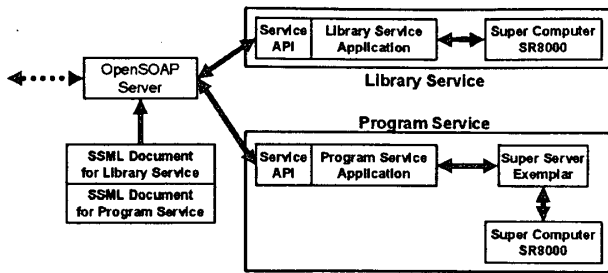 Service
API
Library Service
Application
Super Computer
SR8000
Library Service
OpenSOAP
Server
Program Service
SSML Document
for Library Service
SSML Document
for Program Service
Service
API
Program Service
Application
Super Server
Exemplar
Super Computer
SR8000